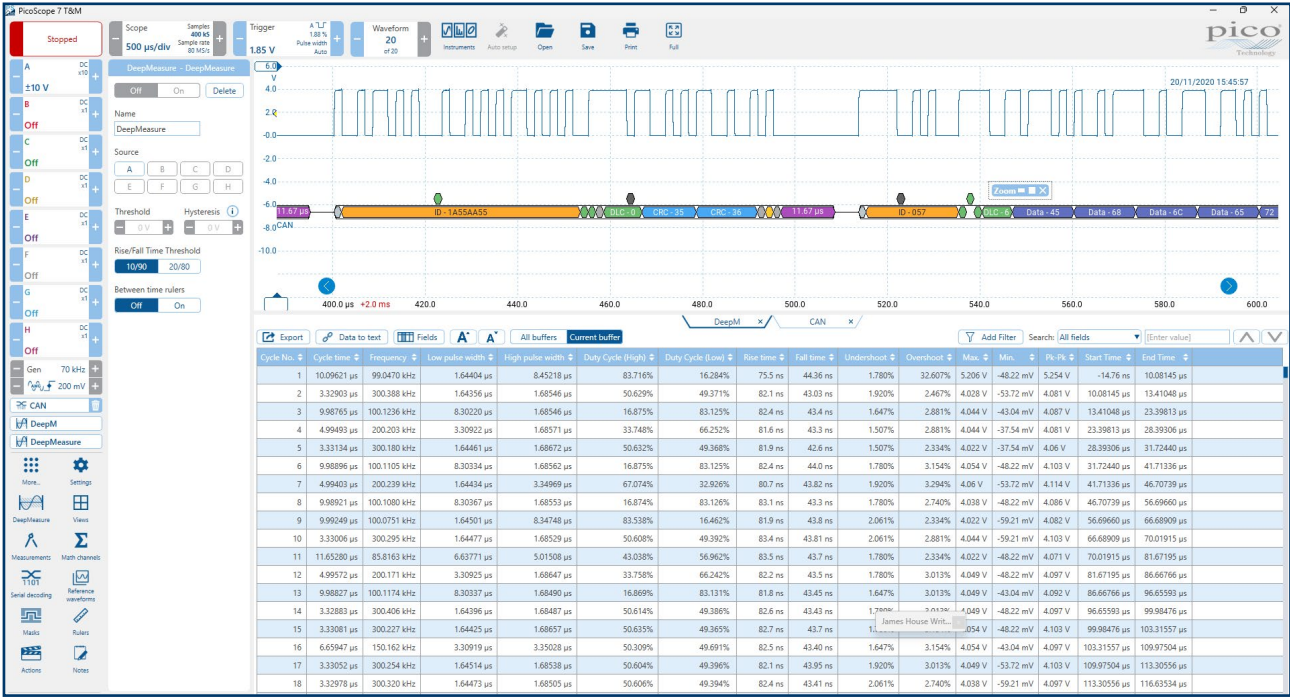 PicoScope 7 T&M
Stopped
Scope
500 µs/div
Samples
400 kS
Sample rate
80 MS/s
Trigger
1.85 V
A
1.88 %
Pulse width
Auto
Waveform
20
of 20
Instruments
Auto setup
Open
Save
Print
Full
pico
Technology
A DC x10
±10 V
B DC x1
Off
C DC x1
Off
D DC x1
Off
E DC x1
Off
F DC x1
Off
G DC x1
Off
H DC x1
Off
Gen 70 kHz
200 mV
CAN
DeepM
DeepMeasure
More...
Settings
DeepMeasure
Views
Measurements
Math channels
Serial decoding
Reference waveforms
Masks
Rulers
Actions
Notes
DeepMeasure - DeepMeasure
Off On Delete
Name
DeepMeasure
Source
A B C D
E F G H
Threshold Hysteresis
0 V 0 V
Rise/Fall Time Threshold
10/90 20/80
Between time rulers
Off On
6.0
V
4.0
2.0
-0.0
-2.0
-4.0
-6.0
-8.0
-10.0
20/11/2020 15:45:57
Zoom
11.67 µs ID - 1A55AA55 DLC - 0 CRC - 35 CRC - 36 11.67 µs ID - 057 DLC - 6 Data - 45 Data - 68 Data - 6C Data - 65 72
CAN
400.0 µs +2.0 ms 420.0 440.0 460.0 480.0 500.0 520.0 540.0 560.0 580.0 600.0
DeepM × CAN ×
Export Data to text Fields A A All buffers Current buffer Add Filter Search: All fields [Enter value]
Cycle No. Cycle time Frequency Low pulse width High pulse width Duty Cycle (High) Duty Cycle (Low) Rise time Fall time Undershoot Overshoot Max. Min. Pk-Pk Start Time End Time
1 10.09621 µs 99.0470 kHz 1.64404 µs 8.45218 µs 83.716% 16.284% 75.5 ns 44.36 ns 1.780% 32.607% 5.206 V -48.22 mV 5.254 V -14.76 ns 10.08145 µs
2 3.32903 µs 300.388 kHz 1.64356 µs 1.68546 µs 50.629% 49.371% 82.1 ns 43.03 ns 1.920% 2.467% 4.028 V -53.72 mV 4.081 V 10.08145 µs 13.41048 µs
3 9.98765 µs 100.1236 kHz 8.30220 µs 1.68546 µs 16.875% 83.125% 82.4 ns 43.4 ns 1.647% 2.881% 4.044 V -43.04 mV 4.087 V 13.41048 µs 23.39813 µs
4 4.99493 µs 200.203 kHz 3.30922 µs 1.68571 µs 33.748% 66.252% 81.6 ns 43.3 ns 1.507% 2.881% 4.044 V -37.54 mV 4.081 V 23.39813 µs 28.39306 µs
5 3.33134 µs 300.180 kHz 1.64461 µs 1.68672 µs 50.632% 49.368% 81.9 ns 42.6 ns 1.507% 2.334% 4.022 V -37.54 mV 4.06 V 28.39306 µs 31.72440 µs
6 9.98896 µs 100.1105 kHz 8.30334 µs 1.68562 µs 16.875% 83.125% 82.4 ns 44.0 ns 1.780% 3.154% 4.054 V -48.22 mV 4.103 V 31.72440 µs 41.71336 µs
7 4.99403 µs 200.239 kHz 1.64434 µs 3.34969 µs 67.074% 32.926% 80.7 ns 43.82 ns 1.920% 3.294% 4.06 V -53.72 mV 4.114 V 41.71336 µs 46.70739 µs
8 9.98921 µs 100.1080 kHz 8.30367 µs 1.68553 µs 16.874% 83.126% 83.1 ns 43.3 ns 1.780% 2.740% 4.038 V -48.22 mV 4.086 V 46.70739 µs 56.69660 µs
9 9.99249 µs 100.0751 kHz 1.64501 µs 8.34748 µs 83.538% 16.462% 81.9 ns 43.8 ns 2.061% 2.334% 4.022 V -59.21 mV 4.082 V 56.69660 µs 66.68909 µs
10 3.33006 µs 300.295 kHz 1.64477 µs 1.68529 µs 50.608% 49.392% 83.4 ns 43.81 ns 2.061% 2.881% 4.044 V -59.21 mV 4.103 V 66.68909 µs 70.01915 µs
11 11.65280 µs 85.8163 kHz 6.63771 µs 5.01508 µs 43.038% 56.962% 83.5 ns 43.7 ns 1.780% 2.334% 4.022 V -48.22 mV 4.071 V 70.01915 µs 81.67195 µs
12 4.99572 µs 200.171 kHz 3.30925 µs 1.68647 µs 33.758% 66.242% 82.2 ns 43.5 ns 1.780% 3.013% 4.049 V -48.22 mV 4.097 V 81.67195 µs 86.66766 µs
13 9.98827 µs 100.1174 kHz 8.30337 µs 1.68490 µs 16.869% 83.131% 81.8 ns 43.45 ns 1.647% 3.013% 4.049 V -43.04 mV 4.092 V 86.66766 µs 96.65593 µs
14 3.32883 µs 300.406 kHz 1.64396 µs 1.68487 µs 50.614% 49.386% 82.6 ns 43.43 ns 1.780% 3.013% 4.049 V -48.22 mV 4.097 V 96.65593 µs 99.98476 µs
15 3.33081 µs 300.227 kHz 1.64425 µs 1.68657 µs 50.635% 49.365% 82.7 ns 43.7 ns James House Writ... 4.054 V -48.22 mV 4.103 V 99.98476 µs 103.31557 µs
16 6.65947 µs 150.162 kHz 3.30919 µs 3.35028 µs 50.309% 49.691% 82.5 ns 43.40 ns 1.647% 3.154% 4.054 V -43.04 mV 4.097 V 103.31557 µs 109.97504 µs
17 3.33052 µs 300.254 kHz 1.64514 µs 1.68538 µs 50.604% 49.396% 82.1 ns 43.95 ns 1.920% 3.013% 4.049 V -53.72 mV 4.103 V 109.97504 µs 113.30556 µs
18 3.32978 µs 300.320 kHz 1.64473 µs 1.68505 µs 50.606% 49.394% 82.4 ns 43.41 ns 2.061% 2.740% 4.038 V -59.21 mV 4.097 V 113.30556 µs 116.63534 µs